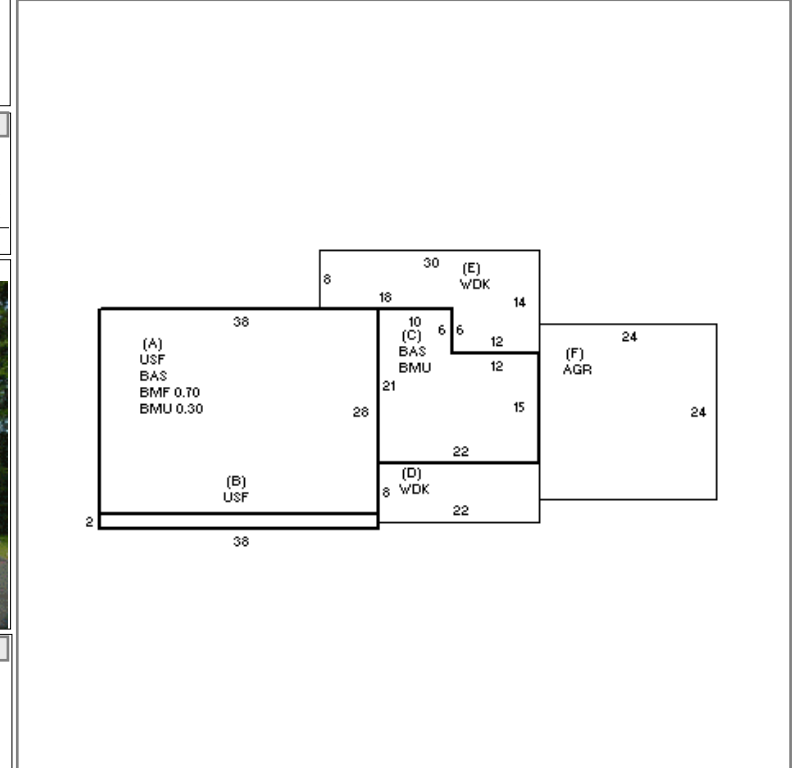 30
(E)
WDK
8
18
14
38
10
6
6
12
24
(A)
USF
BAS
BMF 0.70
BMU 0.30
(C)
BAS
BMU
12
(F)
AGR
21
28
15
24
22
(B)
USF
(D)
WDK
8
22
2
38